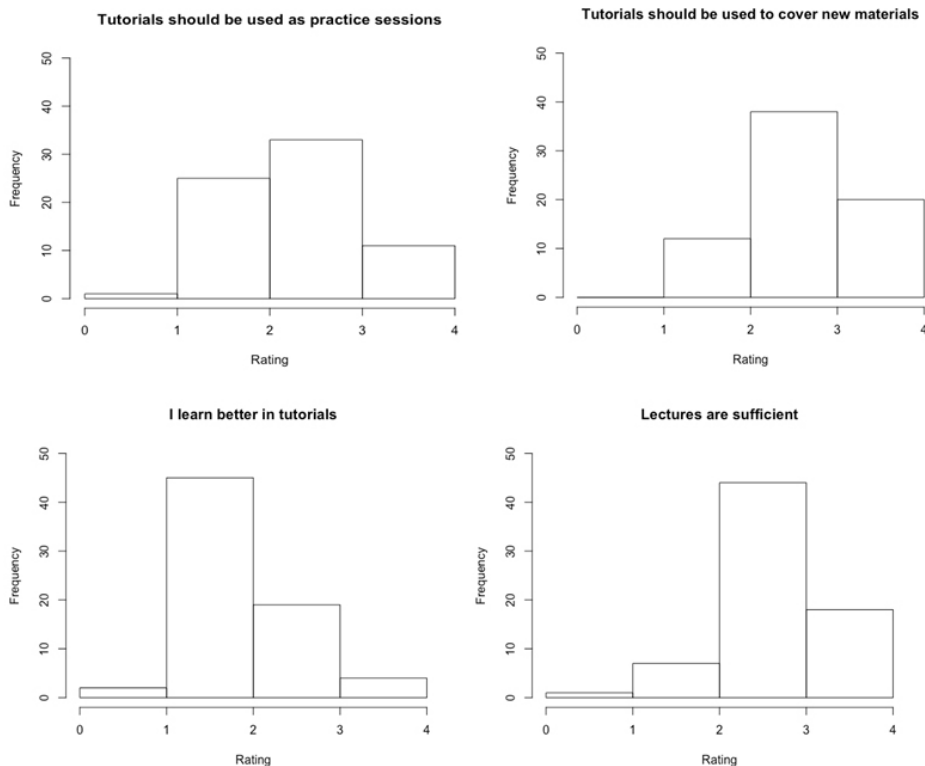 Tutorials should be used as practice sessions
50
40
30
20
10
0
Frequency
0 1 2 3 4
Rating
Tutorials should be used to cover new materials
50
40
30
20
10
0
Frequency
0 1 2 3 4
Rating
I learn better in tutorials
50
40
30
20
10
0
Frequency
0 1 2 3 4
Rating
Lectures are sufficient
50
40
30
20
10
0
Frequency
0 1 2 3 4
Rating